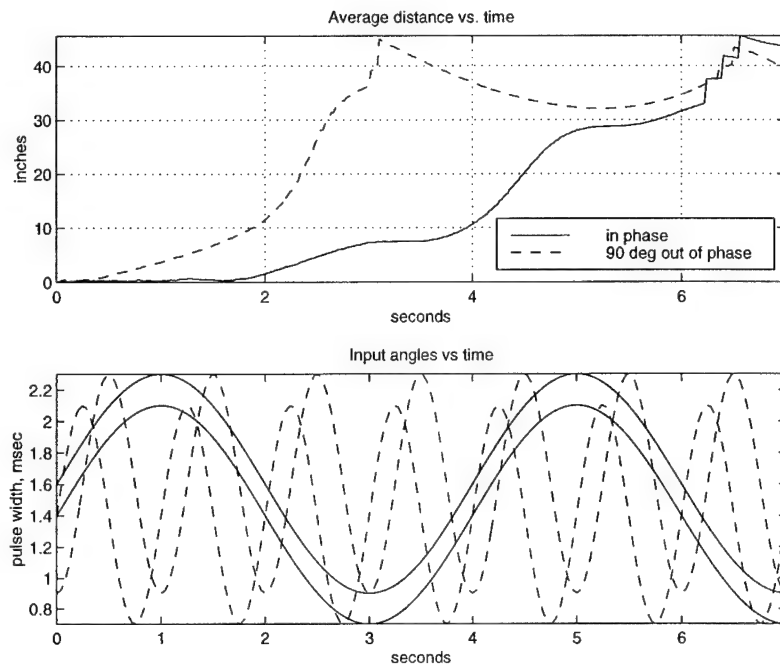 Average distance vs. time
40
30
20
10
0
inches
0 2 4 6
seconds
in phase
90 deg out of phase
Input angles vs time
2.2
2
1.8
1.6
1.4
1.2
1
0.8
pulse width, msec
0 1 2 3 4 5 6
seconds